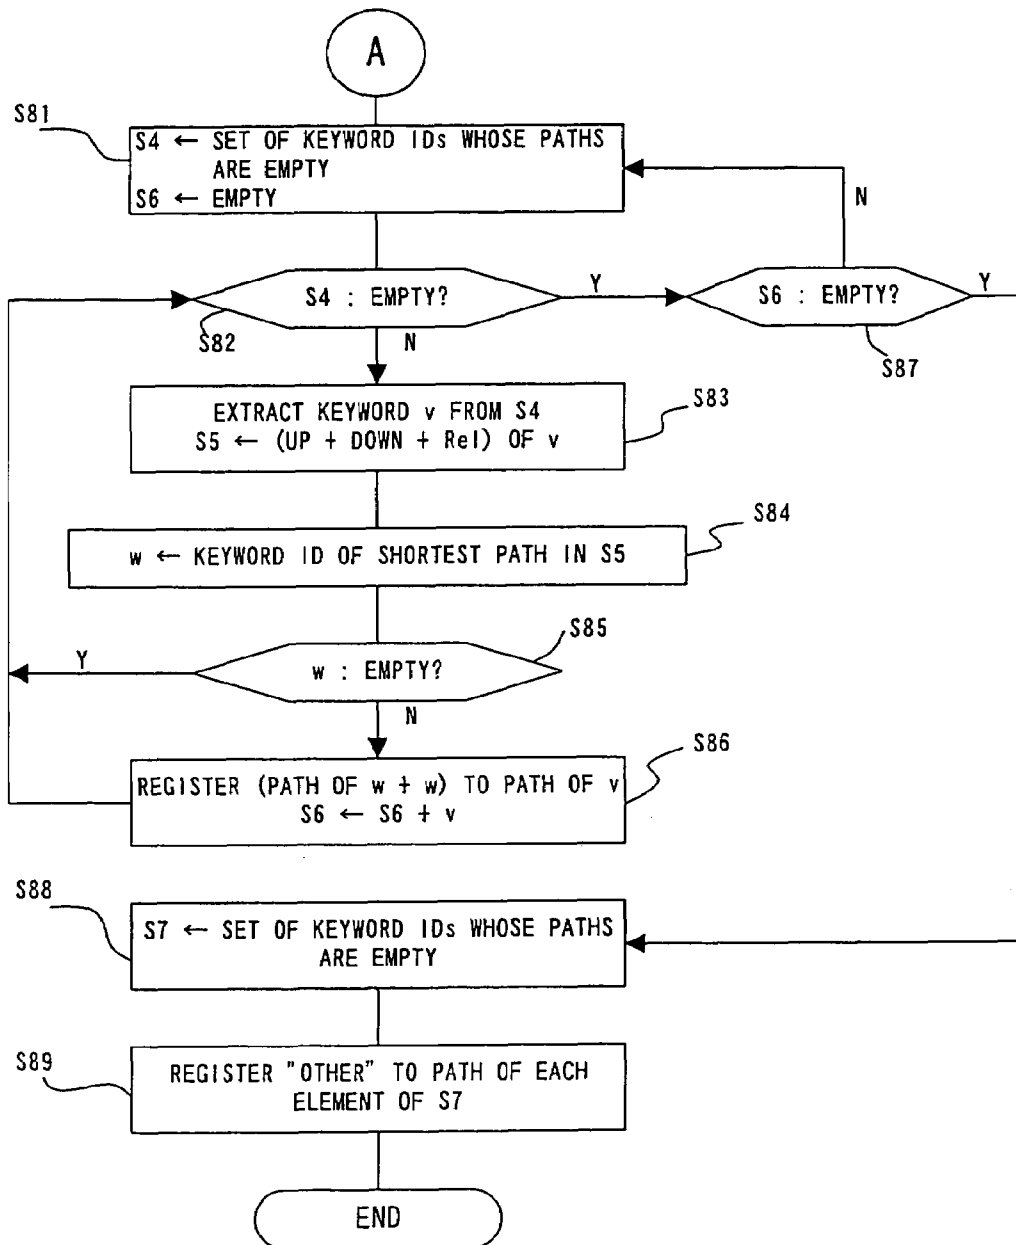 A
S81
S4 ← SET OF KEYWORD IDs WHOSE PATHS
ARE EMPTY
S6 ← EMPTY
N
S4 : EMPTY?
Y
S6 : EMPTY?
Y
S82
N
S87
EXTRACT KEYWORD v FROM S4
S5 ← (UP + DOWN + Rel) OF v
S83
S84
w ← KEYWORD ID OF SHORTEST PATH IN S5
S85
Y
w : EMPTY?
N
S86
REGISTER (PATH OF w + w) TO PATH OF v
S6 ← S6 + v
S88
S7 ← SET OF KEYWORD IDs WHOSE PATHS
ARE EMPTY
S89
REGISTER "OTHER" TO PATH OF EACH
ELEMENT OF S7
END